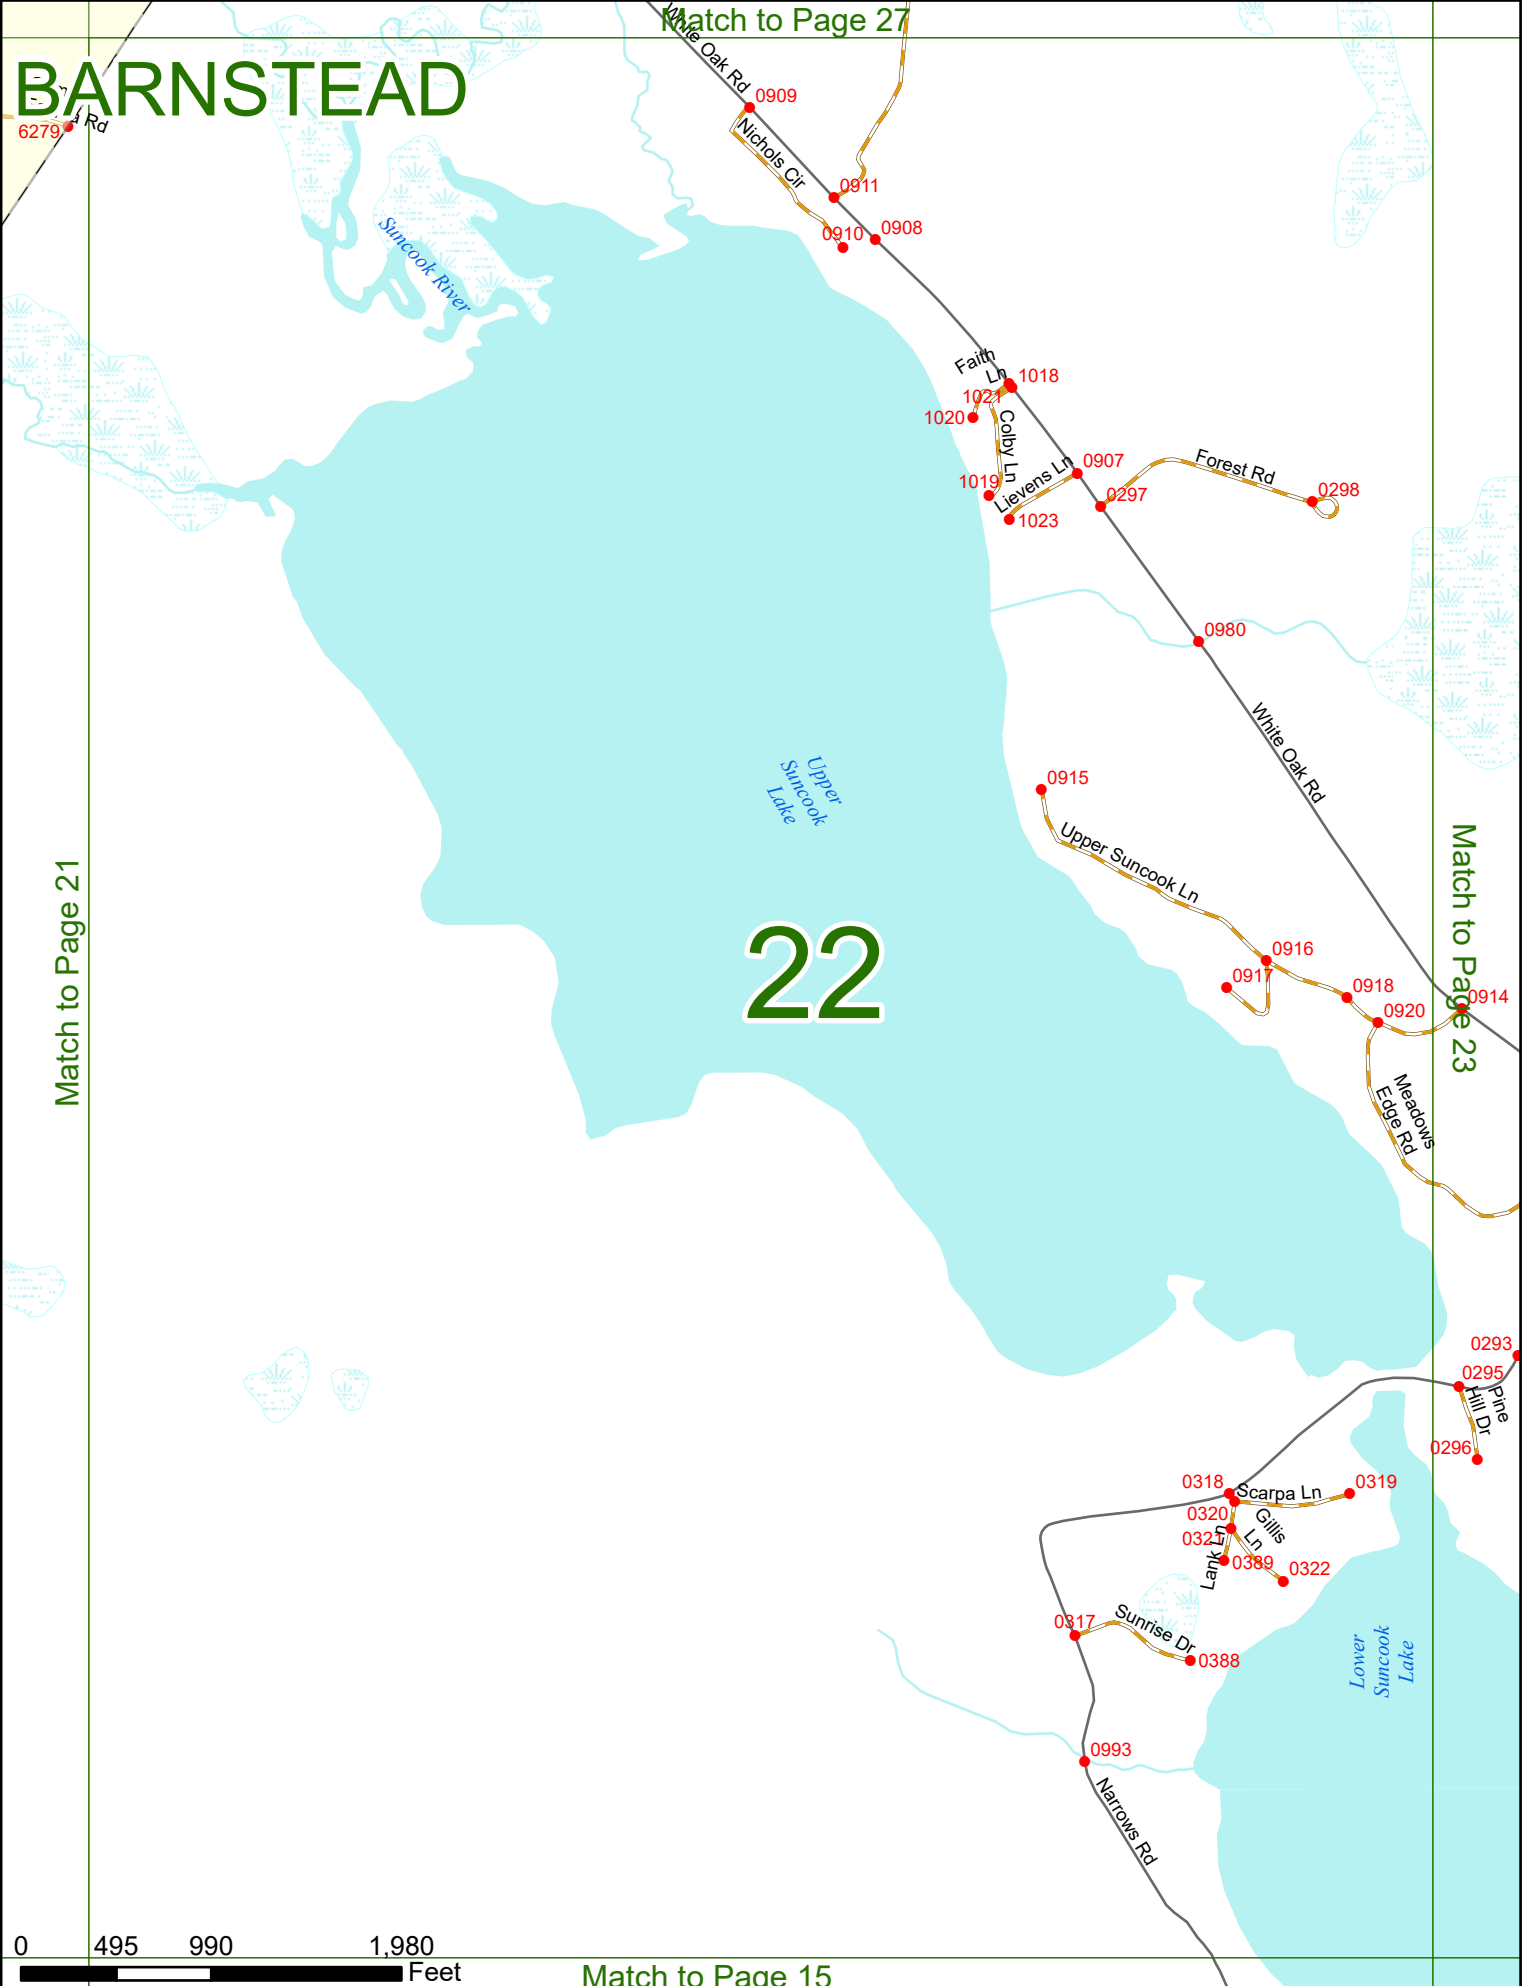 Match to Page 27
BARNSTEAD
White Oak Rd
0909
6279
Rd
Nichols Cir
0911
0910
0908
Suncook River
Faith
Ln
1018
1021
1020
Colby Ln
0907
Forest Rd
1019
Lievens Ln
0297
0298
1023
0980
White Oak Rd
Upper
Suncook
Lake
0915
Upper Suncook Ln
Match to Page 21
Match to Page 23
22
0916
0917
0918
0914
0920
Meadows
Edge Rd
0293
0295
Pine
Hill Dr
0296
0318
Scarpa Ln
0319
0320
Gillis
Ln
0321
Lank Ln
0389
0322
0317
Sunrise Dr
0388
Lower
Suncook
Lake
0993
Narrows Rd
0 495 990 1,980
Feet
Match to Page 15